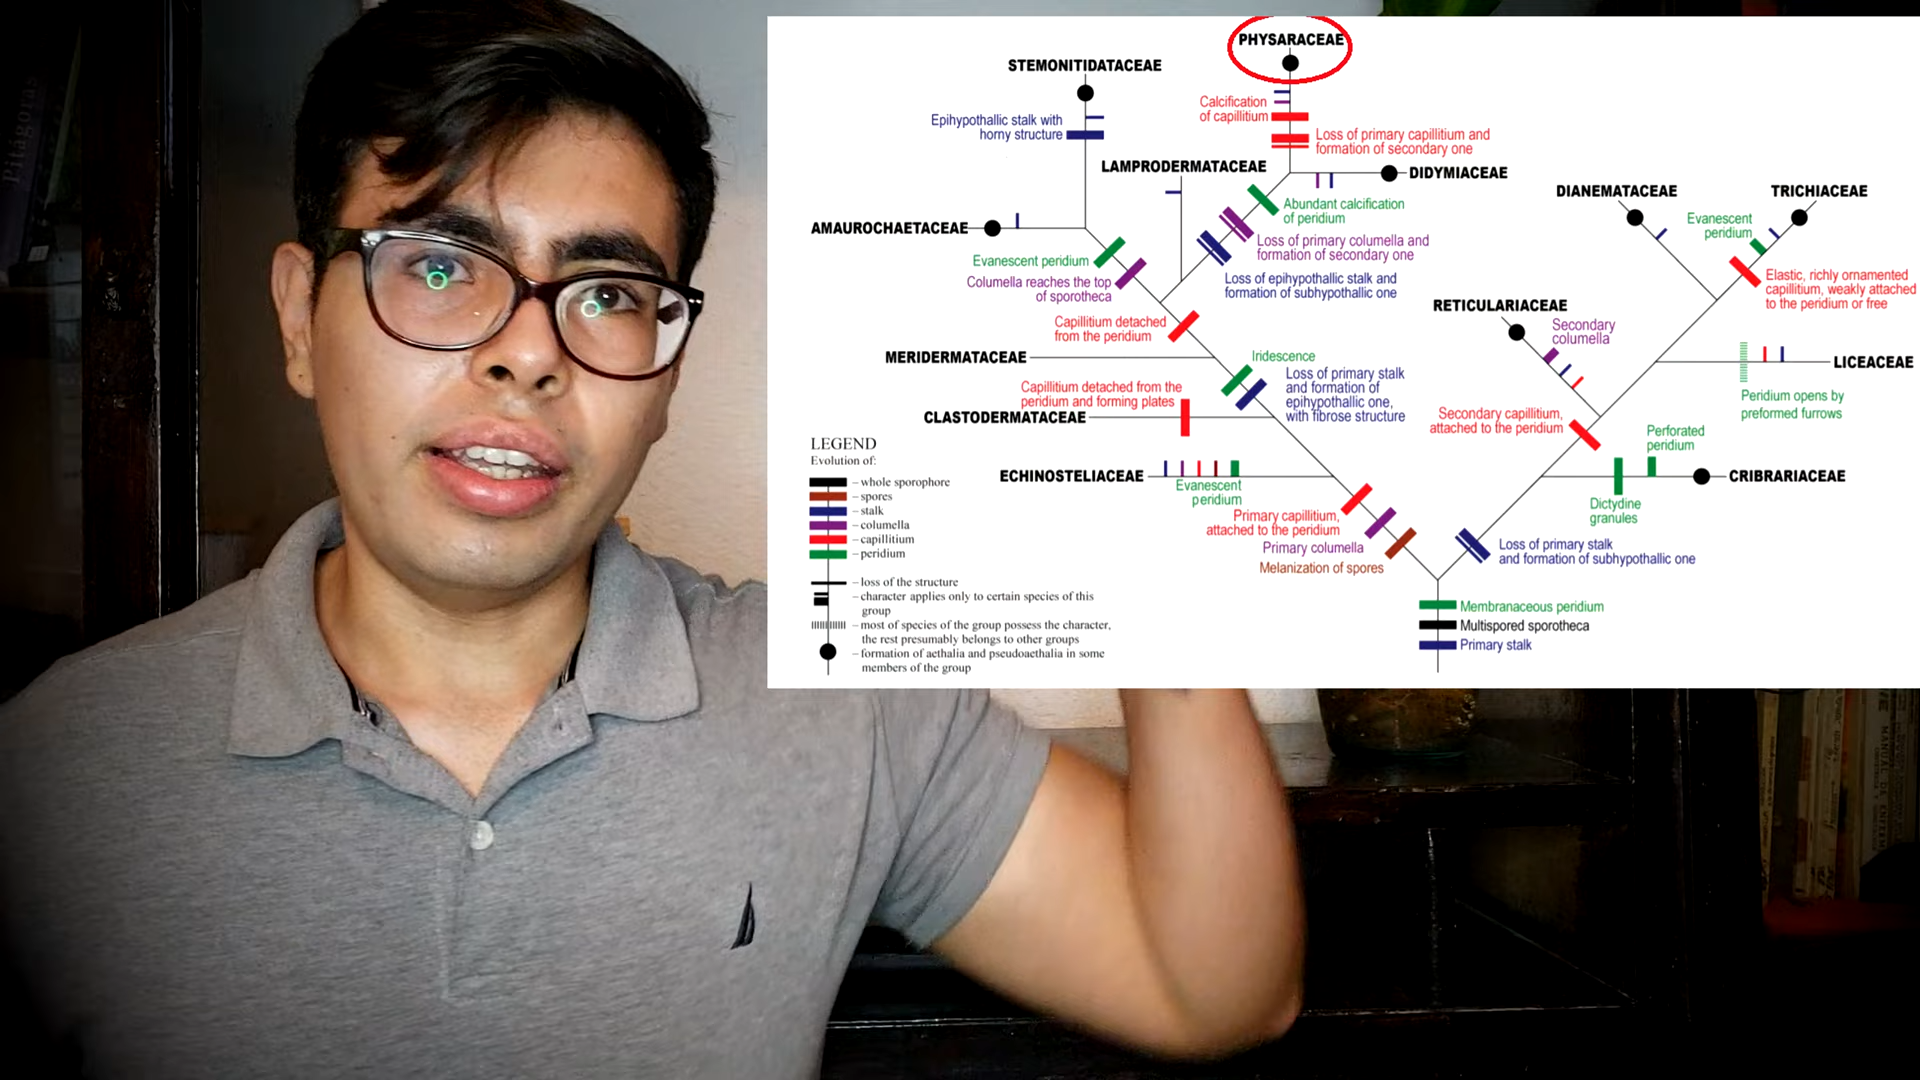 PHYSARACEAE
STEMONITIDATACEAE
Calcification
of capillitium
Epihypothallic stalk with
horny structure
Loss of primary capillitium and
formation of secondary one
LAMPRODERMATACEAE
DIDYMIACEAE
DIANEMATACEAE
TRICHIACEAE
Abundant calcification
of peridium
AMAUROCHAETACEAE
Evanescent
peridium
Loss of primary columella and
formation of secondary one
Evanescent peridium
Columella reaches the top
of sporotheca
Loss of epihypothallic stalk and
formation of subhypothallic one
Elastic, richly ornamented
capillitium, weakly attached
to the peridium or free
RETICULARIACEAE
Secondary
columella
Capillitium detached
from the peridium
MERIDERMATACEAE
Iridescence
LICEACEAE
Loss of primary stalk
and formation of
epihypothallic one,
with fibrose structure
Capillitium detached from the
peridium and forming plates
CLASTODERMATACEAE
Peridium opens by
preformed furrows
Secondary capillitium,
attached to the peridium
Perforated
peridium
ECHINOSTELIACEAE
CRIBRARIACEAE
Evanescent
peridium
Dictydine
granules
Primary capillitium,
attached to the peridium
Primary columella
Melanization of spores
Loss of primary stalk
and formation of subhypothallic one
Membranaceous peridium
Multispored sporotheca
Primary stalk
LEGEND
Evolution of:
– whole sporophore
– spores
– stalk
– columella
– capillitium
– peridium
– loss of the structure
– character applies only to certain species of this
group
– most of species of the group possess the character,
the rest presumably belongs to other groups
– formation of aethalia and pseudoaethalia in some
members of the group
Pitágoras